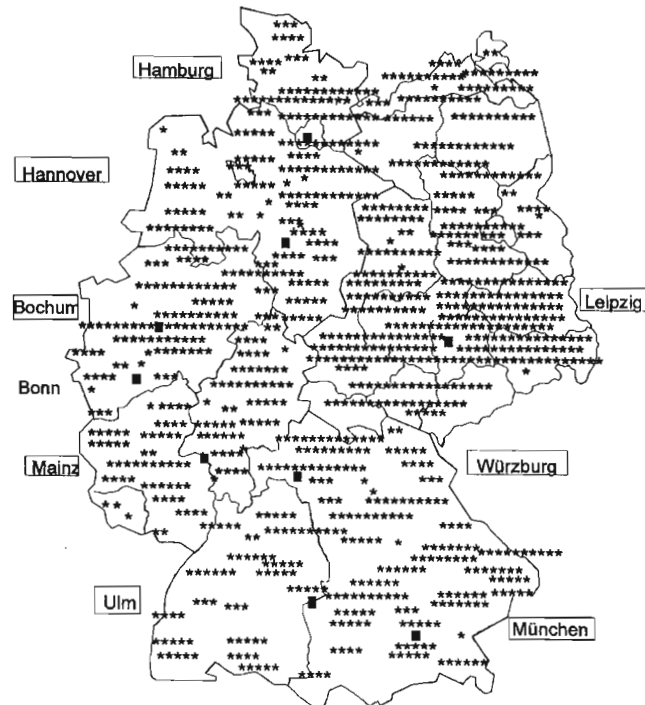 Hamburg
Hannover
Bochum
Leipzig
Bonn
Mainz
Würzburg
Ulm
München